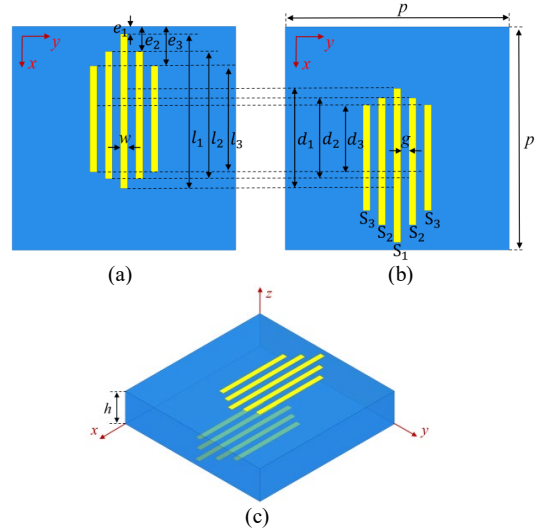 e₁
e₂ e₃
y
x
w
l₁ l₂ l₃
(a)
p
y
x
d₁ d₂ d₃
g
p
S₃ S₃
S₂ S₂
S₁
(b)
z
h
x
y
(c)